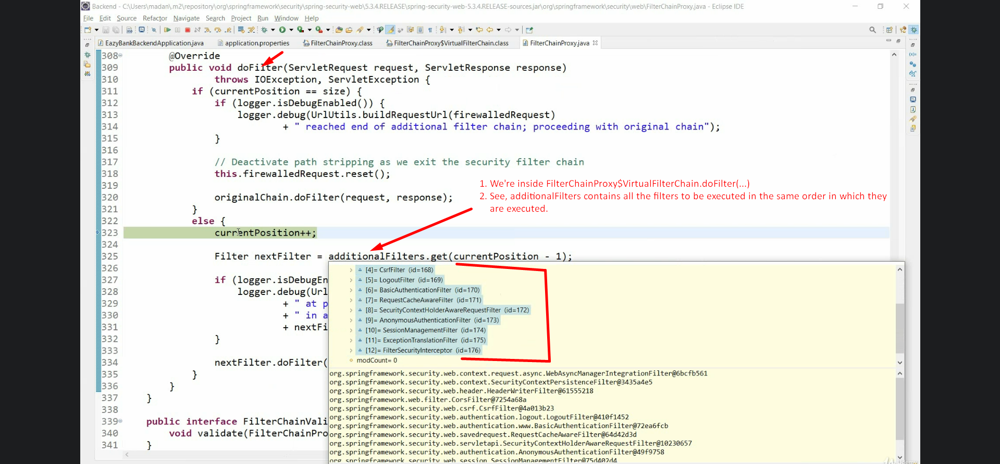 Backend - C:\Users\madan\.m2\repository\org\springframework\security\spring-security-web\5.3.4.RELEASE\spring-security-web-5.3.4.RELEASE-sources.jar\org\springframework\security\web\FilterChainProxy.java - Eclipse IDE
File Edit Source Refactor Navigate Search Project Run Window Help
EazyBankBackendApplication.java application.properties FilterChainProxy.class FilterChainProxy$VirtualFilterChain.class FilterChainProxy.java
308 @Override
309 public void doFilter(ServletRequest request, ServletResponse response)
310 throws IOException, ServletException {
311 if (currentPosition == size) {
312 if (logger.isDebugEnabled()) {
313 logger.debug(UrlUtils.buildRequestUrl(firewalledRequest)
314 + " reached end of additional filter chain; proceeding with original chain");
315 }
316
317 // Deactivate path stripping as we exit the security filter chain
318 this.firewalledRequest.reset();
319
1. We're inside FilterChainProxy$VirtualFilterChain.doFilter(...)
2. See, additionalFilters contains all the filters to be executed in the same order in which they
are executed.
320 originalChain.doFilter(request, response);
321 }
322 else {
323 currentPosition++;
324
325 Filter nextFilter = additionalFilters.get(currentPosition - 1);
326
327 if (logger.isDebugEn
328 logger.debug(Url
329 + " at p
330 + " in a
331 + nextFi
332 }
333
334 nextFilter.doFilter(
335 }
336 }
337 }
338
339 public interface FilterChainVali
340 void validate(FilterChainPro
341 }
[4]= CsrfFilter (id=168)
[5]= LogoutFilter (id=169)
[6]= BasicAuthenticationFilter (id=170)
[7]= RequestCacheAwareFilter (id=171)
[8]= SecurityContextHolderAwareRequestFilter (id=172)
[9]= AnonymousAuthenticationFilter (id=173)
[10]= SessionManagementFilter (id=174)
[11]= ExceptionTranslationFilter (id=175)
[12]= FilterSecurityInterceptor (id=176)
modCount= 0
org.springframework.security.web.context.request.async.WebAsyncManagerIntegrationFilter@6bcfb561
org.springframework.security.web.context.SecurityContextPersistenceFilter@3435a4e5
org.springframework.security.web.header.HeaderWriterFilter@61555218
org.springframework.web.filter.CorsFilter@7254a68a
org.springframework.security.web.csrf.CsrfFilter@4a013b23
org.springframework.security.web.authentication.logout.LogoutFilter@410f1452
org.springframework.security.web.authentication.www.BasicAuthenticationFilter@72ea6fcb
org.springframework.security.web.savedrequest.RequestCacheAwareFilter@64d42d3d
org.springframework.security.web.servletapi.SecurityContextHolderAwareRequestFilter@10230657
org.springframework.security.web.authentication.AnonymousAuthenticationFilter@49f9758
org.springframework.security.web.session.SessionManagementFilter@75d402d4